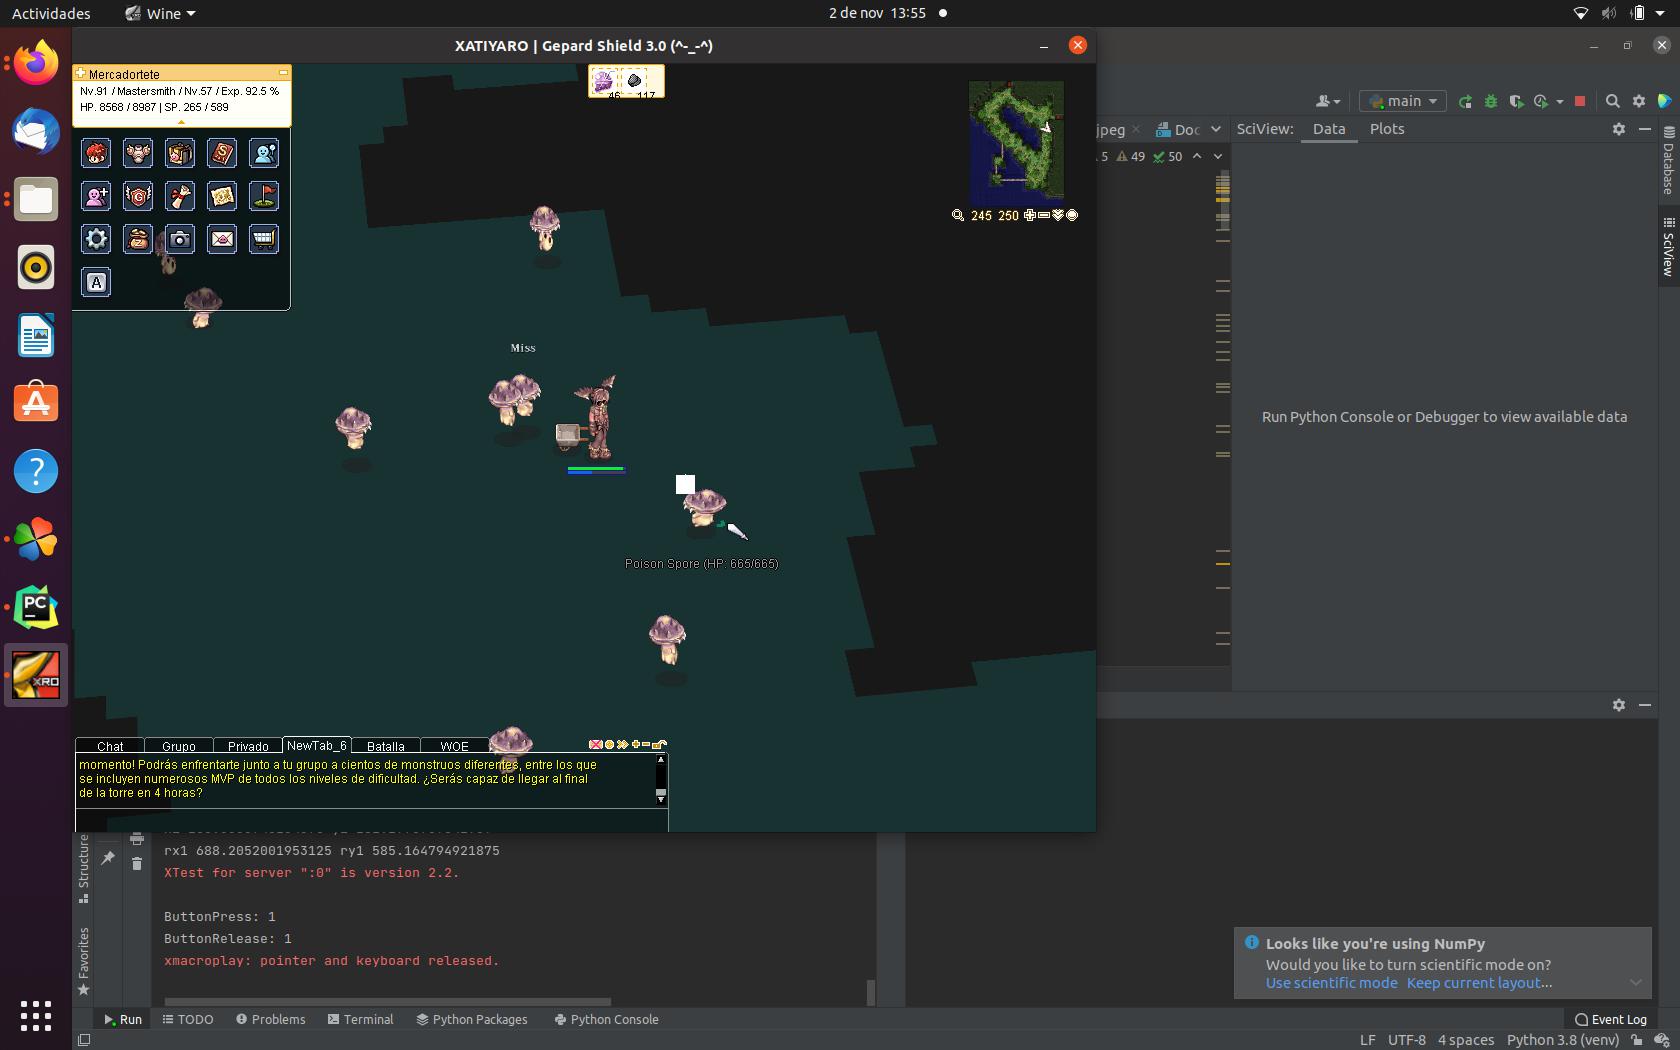 Actividades
Wine
2 de nov 13:55
XATIYARO | Gepard Shield 3.0 (^-_-^)
Mercadortete
Nv.91 / Mastersmith / Nv.57 / Exp. 92.5 %
HP. 8568 / 8987 | SP. 265 / 589
46 117
245 250
Miss
Poison Spore (HP: 665/665)
Chat Grupo Privado NewTab_6 Batalla WOE
momento! Podrás enfrentarte junto a tu grupo a cientos de monstruos diferentes, entre los que
se incluyen numerosos MVP de todos los niveles de dificultad. ¿Serás capaz de llegar al final
de la torre en 4 horas?
main
jpeg Doc
SciView: Data Plots
5 49 50
Database
SciView
Run Python Console or Debugger to view available data
rx1 688.2052001953125 ry1 585.164794921875
XTest for server ":0" is version 2.2.
ButtonPress: 1
ButtonRelease: 1
xmacroplay: pointer and keyboard released.
Structure
Favorites
Looks like you're using NumPy
Would you like to turn scientific mode on?
Use scientific mode Keep current layout...
Run TODO Problems Terminal Python Packages Python Console
Event Log
LF UTF-8 4 spaces Python 3.8 (venv)
A
PC
XRO